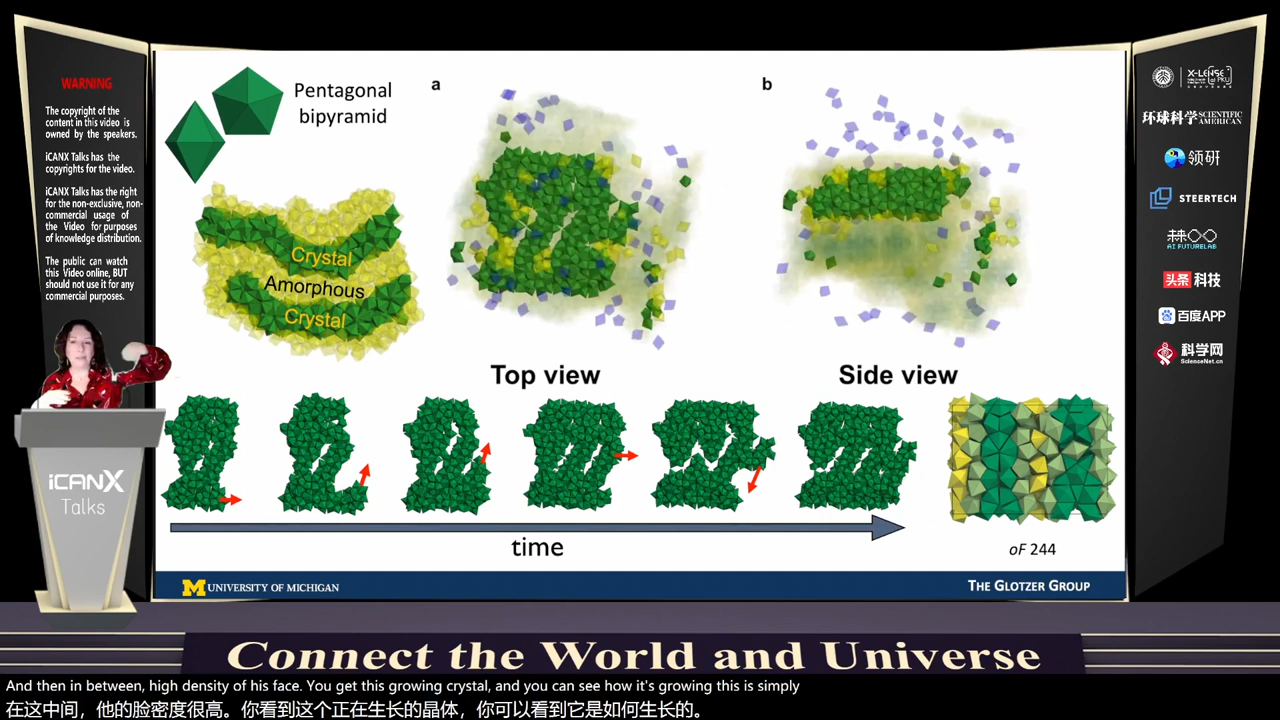 WARNING
The copyright of the
content in this video is
owned by the speakers.
iCANX Talks has the
copyrights for the video.
iCANX Talks has the right
for the non-exclusive, non-
commercial usage of
the Video for purposes
of knowledge distribution.
The public can watch
this Video online, BUT
should not use it for any
commercial purposes.
iCANX
Talks
Pentagonal
bipyramid
a
b
Crystal
Amorphous
Crystal
Top view
Side view
time
oF 244
M UNIVERSITY OF MICHIGAN
THE GLOTZER GROUP
X-LENSE
环球科学 SCIENTIFIC AMERICAN
领研
STEERTECH
AI FUTURELAB
头条 科技
百度APP
科学网
ScienceNet.cn
Connect the World and Universe
And then in between, high density of his face. You get this growing crystal, and you can see how it's growing this is simply
在这中间，他的脸密度很高。你看到这个正在生长的晶体，你可以看到它是如何生长的。